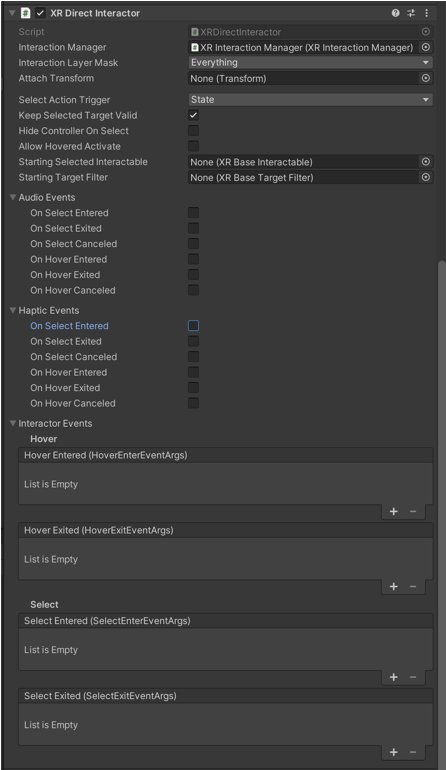 XR Direct Interactor
Script XRDirectInteractor
Interaction Manager XR Interaction Manager (XR Interaction Manager)
Interaction Layer Mask Everything
Attach Transform None (Transform)
Select Action Trigger State
Keep Selected Target Valid
Hide Controller On Select
Allow Hovered Activate
Starting Selected Interactable None (XR Base Interactable)
Starting Target Filter None (XR Base Target Filter)
Audio Events
On Select Entered
On Select Exited
On Select Canceled
On Hover Entered
On Hover Exited
On Hover Canceled
Haptic Events
On Select Entered
On Select Exited
On Select Canceled
On Hover Entered
On Hover Exited
On Hover Canceled
Interactor Events
Hover
Hover Entered (HoverEnterEventArgs)
List is Empty
Hover Exited (HoverExitEventArgs)
List is Empty
Select
Select Entered (SelectEnterEventArgs)
List is Empty
Select Exited (SelectExitEventArgs)
List is Empty